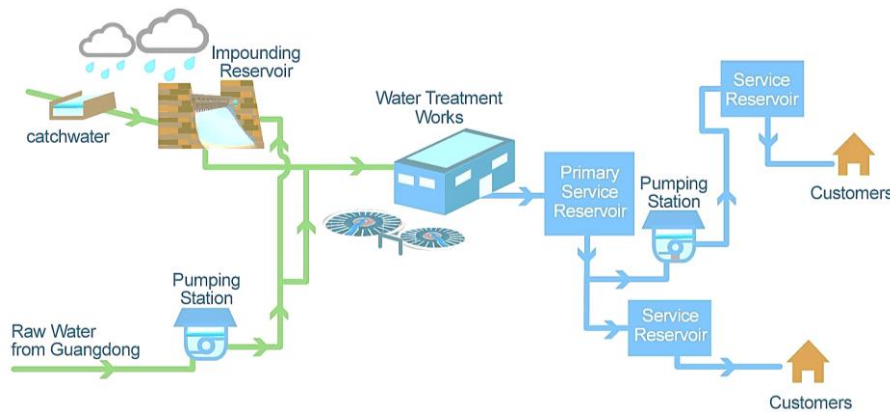 Impounding
Reservoir
catchwater
Water Treatment
Works
Service
Reservoir
Customers
Primary
Service
Reservoir
Pumping
Station
Pumping
Station
Raw Water
from Guangdong
Service
Reservoir
Customers